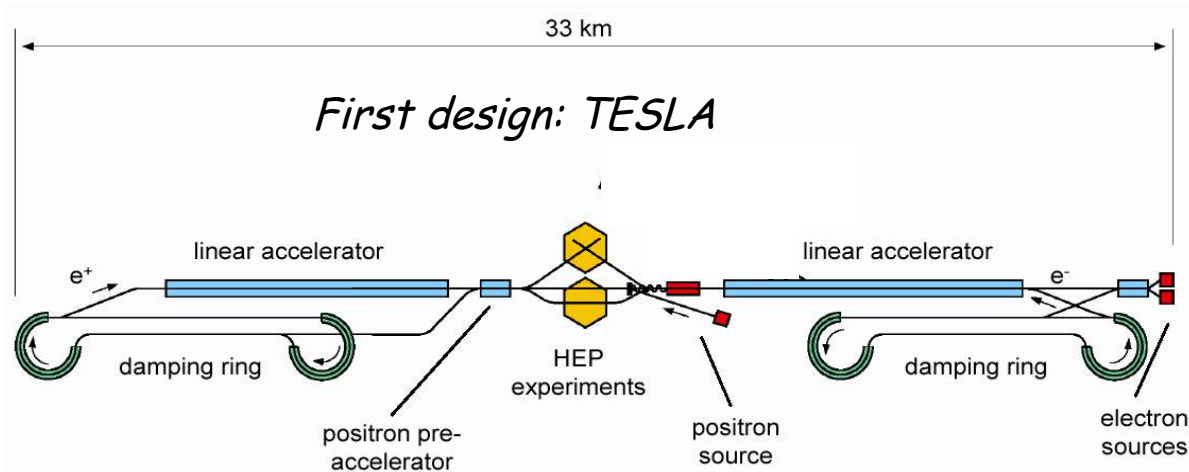 33 km
First design: TESLA
linear accelerator
linear accelerator
e⁺
e⁻
damping ring
HEP
experiments
damping ring
positron pre-
accelerator
positron
source
electron
sources